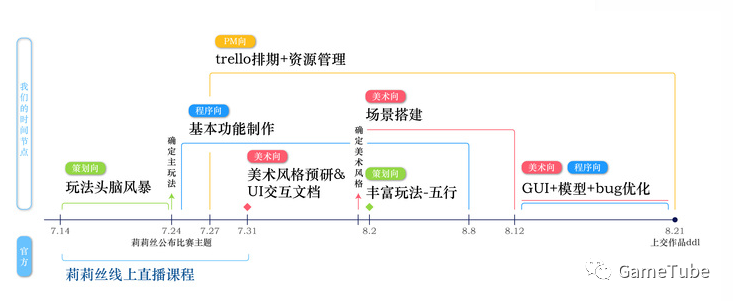 PM向
trello排期+资源管理
我们的时间节点
程序向
基本功能制作
美术向
场景搭建
策划向
玩法头脑风暴
确定主玩法
美术向
美术风格预研&
UI交互文档
确定美术风格
策划向
丰富玩法-五行
美术向
程序向
GUI+模型+bug优化
7.14
7.24
7.27
7.31
8.2
8.8
8.12
8.21
莉莉丝公布比赛主题
上交作品ddl
官方
莉莉丝线上直播课程
GameTube